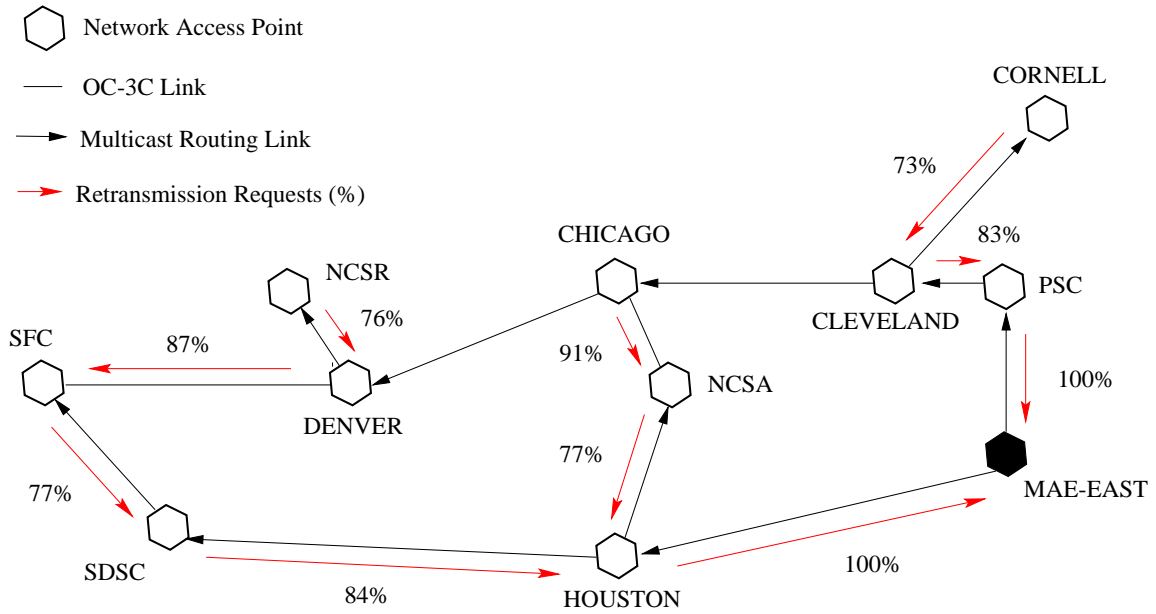 Network Access Point
OC-3C Link
Multicast Routing Link
Retransmission Requests (%)
CORNELL
73%
83%
CHICAGO
NCSR
PSC
CLEVELAND
76%
SFC
87%
91%
NCSA
100%
DENVER
77%
77%
MAE-EAST
SDSC
84%
100%
HOUSTON